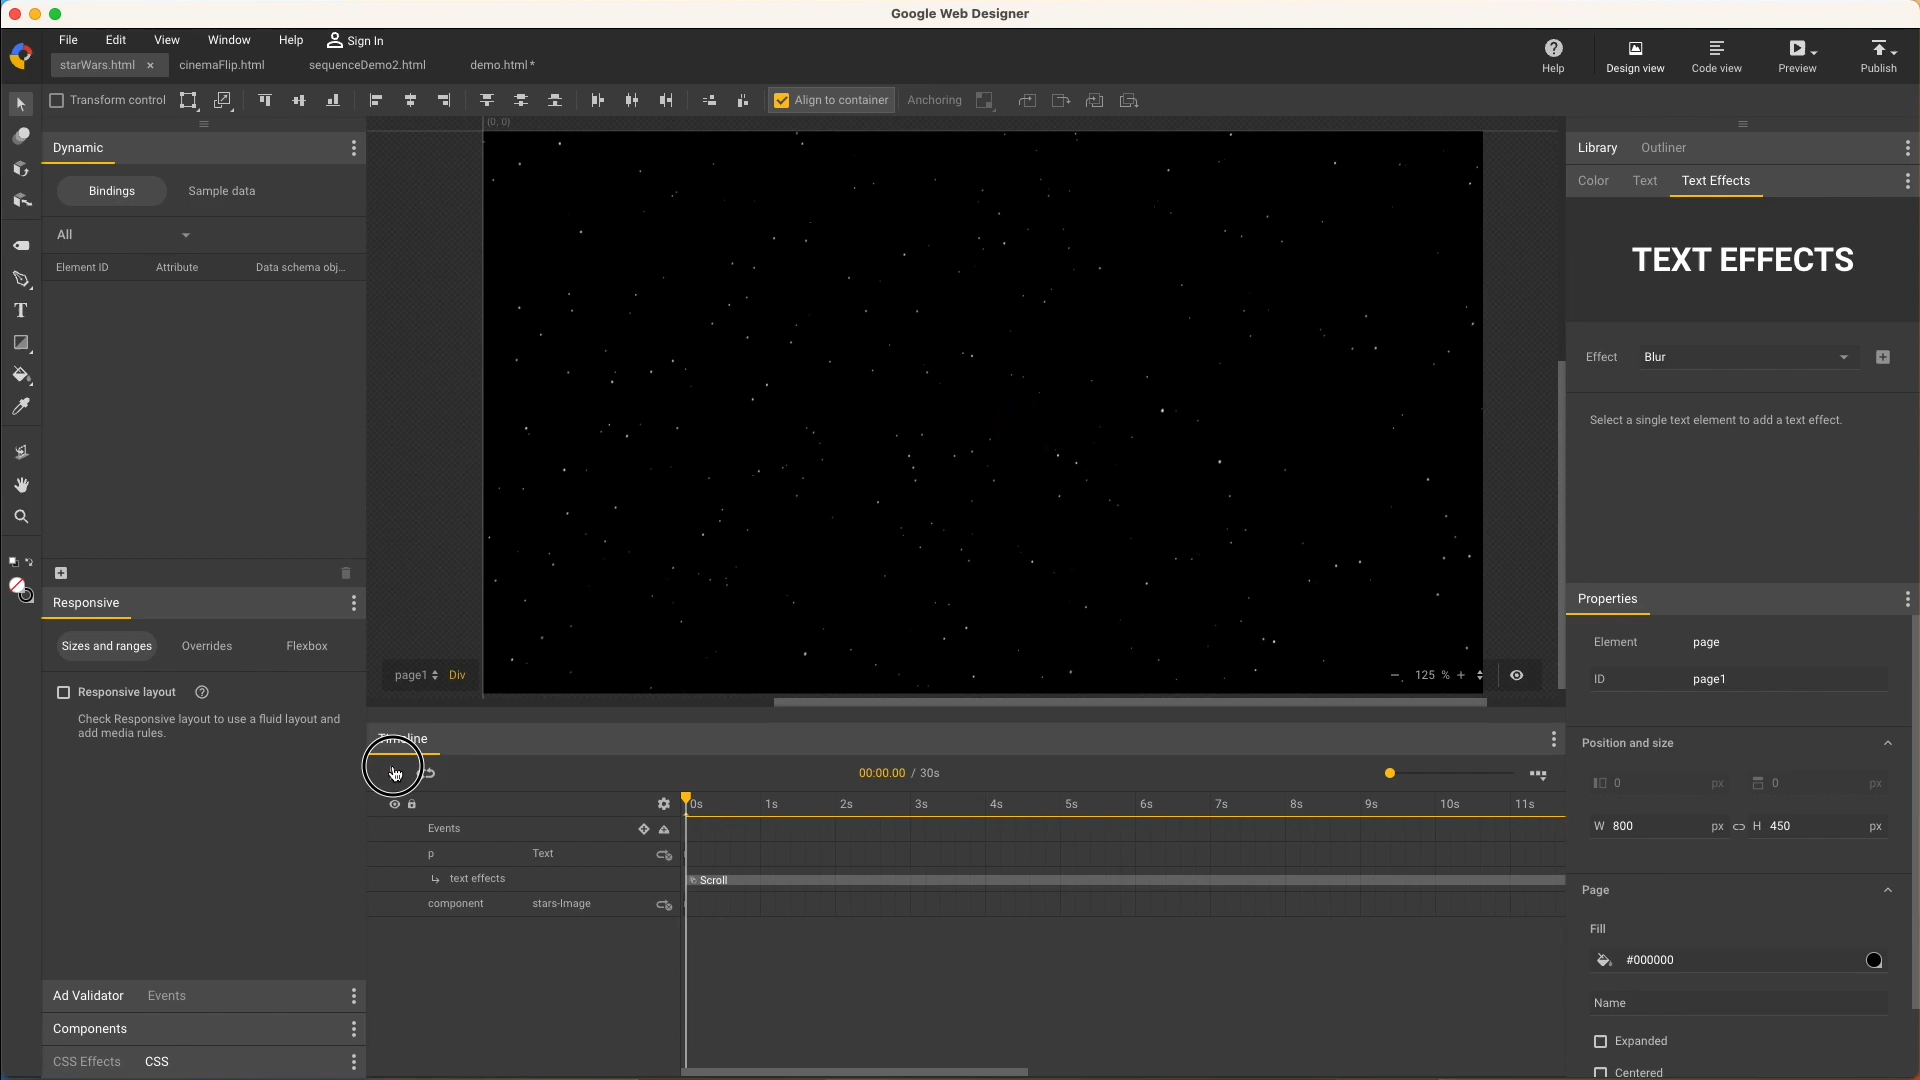 Google Web Designer
File Edit View Window Help Sign In
starWars.html × cinemaFlip.html sequenceDemo2.html demo.html*
Help Design view Code view Preview Publish
Transform control Align to container Anchoring
(0; 0)
Dynamic
Bindings Sample data
All
Element ID Attribute Data schema obj...
Library Outliner
Color Text Text Effects
TEXT EFFECTS
Effect Blur
Select a single text element to add a text effect.
Responsive
Sizes and ranges Overrides Flexbox
Responsive layout
Check Responsive layout to use a fluid layout and
add media rules.
page1 Div
125 %
Properties
Element page
ID page1
Position and size
0 px 0 px
W 800 px H 450 px
Page
Fill
#000000
Name
Expanded
Centered
Timeline
00:00.00 / 30s
0s 1s 2s 3s 4s 5s 6s 7s 8s 9s 10s 11s
Events
p Text
text effects Scroll
component stars-Image
Ad Validator Events
Components
CSS Effects CSS